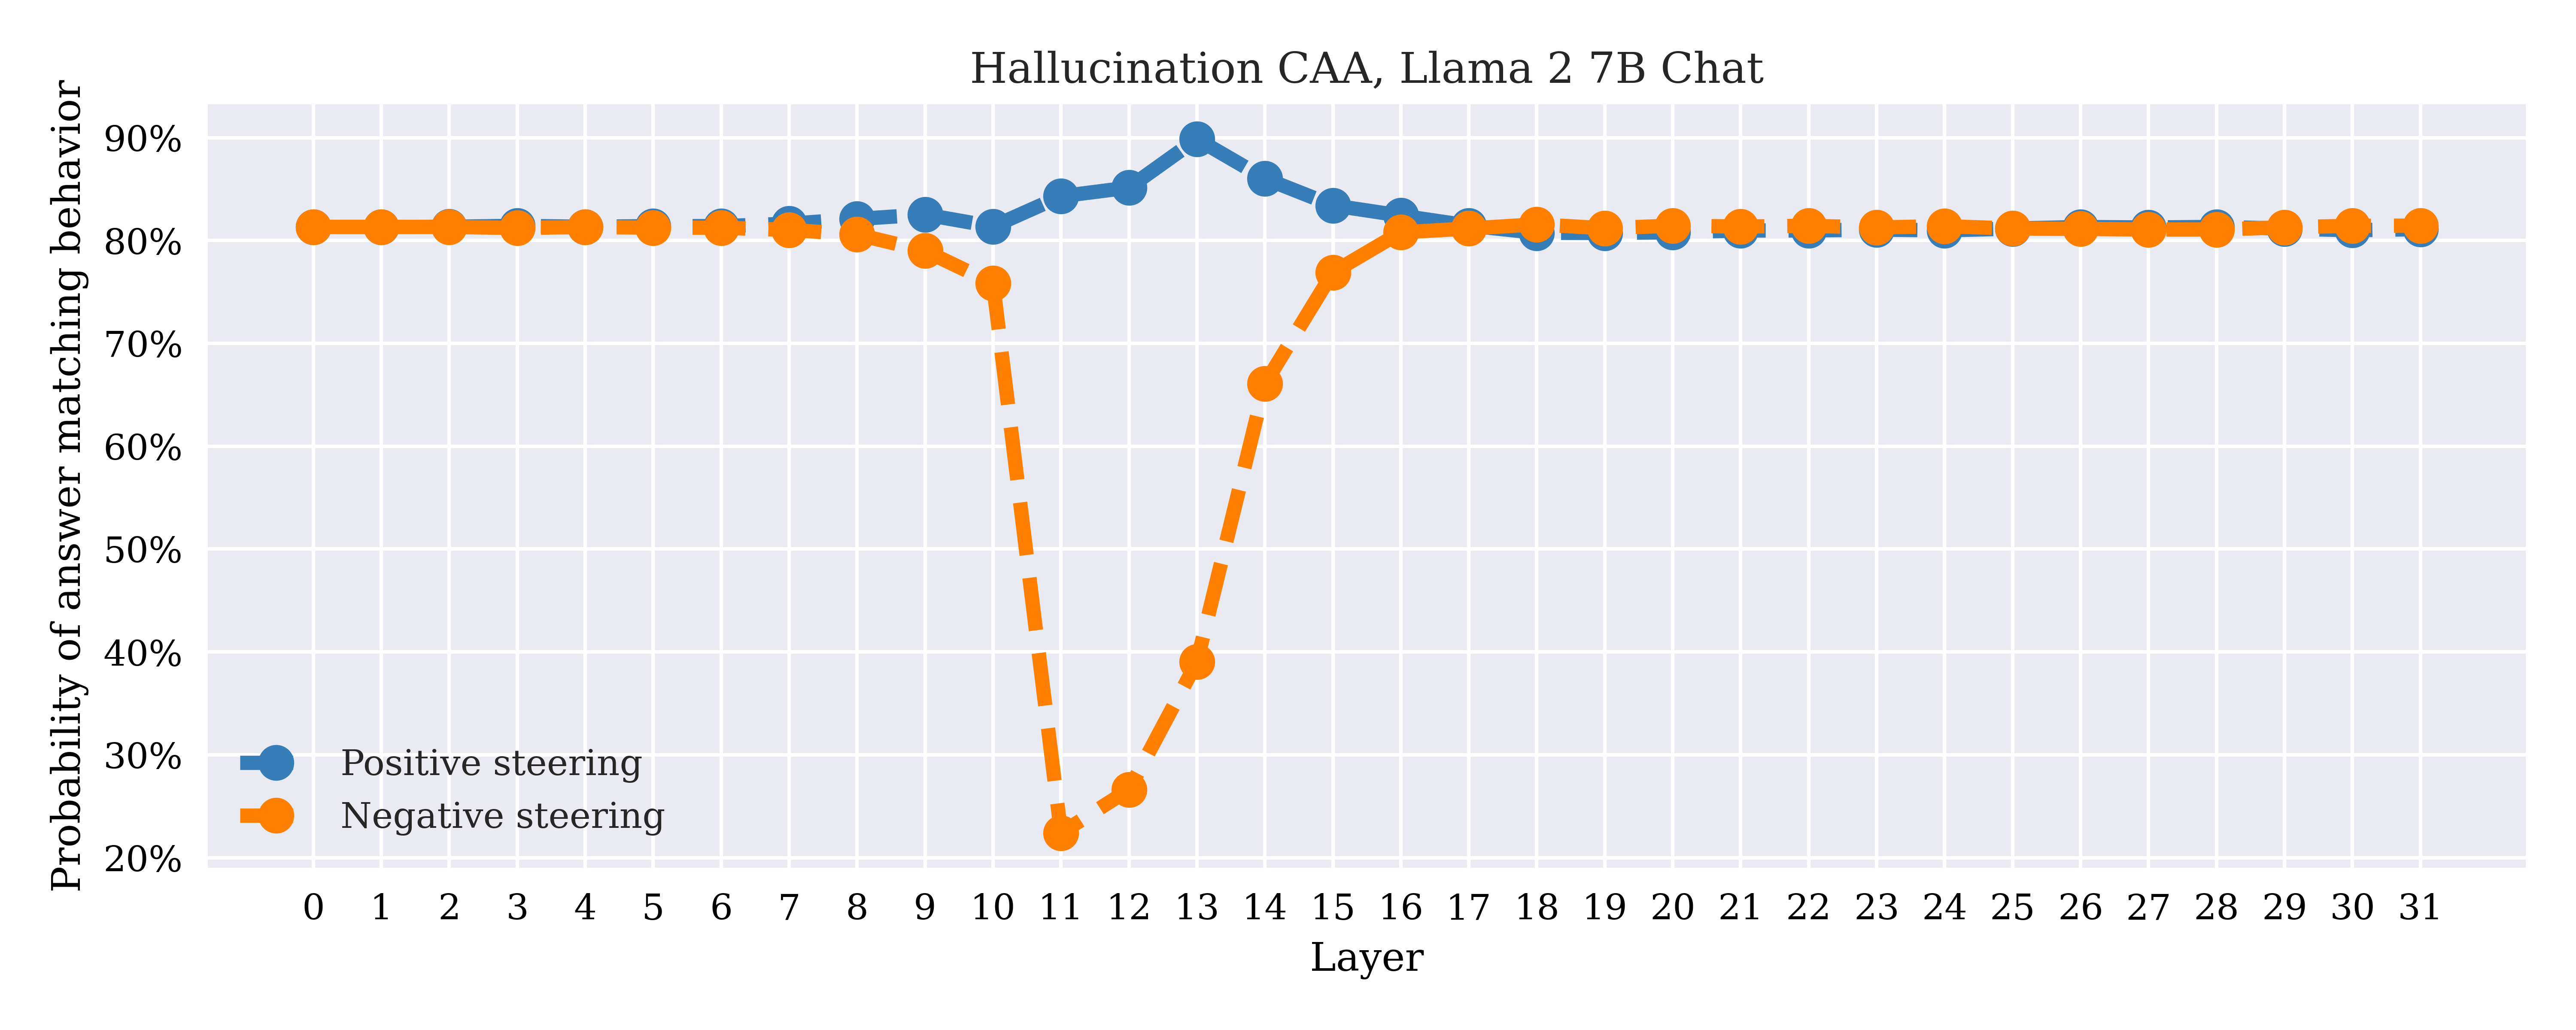 Hallucination CAA, Llama 2 7B Chat
Probability of answer matching behavior
90%
80%
70%
60%
50%
40%
30%
20%
Positive steering
Negative steering
0 1 2 3 4 5 6 7 8 9 10 11 12 13 14 15 16 17 18 19 20 21 22 23 24 25 26 27 28 29 30 31
Layer